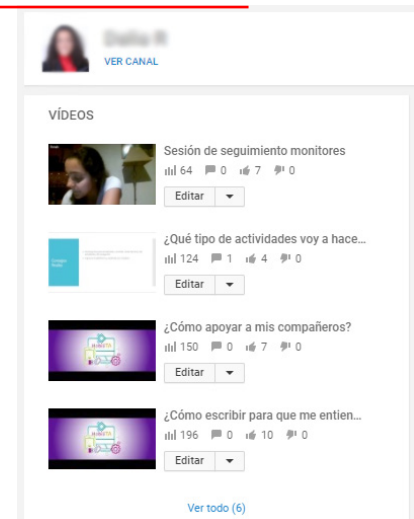 VER CANAL
VÍDEOS
Sesión de seguimiento monitores
64 0 7 0
Editar
¿Qué tipo de actividades voy a hace...
124 1 4 0
Editar
¿Cómo apoyar a mis compañeros?
150 0 7 0
Editar
¿Cómo escribir para que me entien...
196 0 10 0
Editar
Ver todo (6)